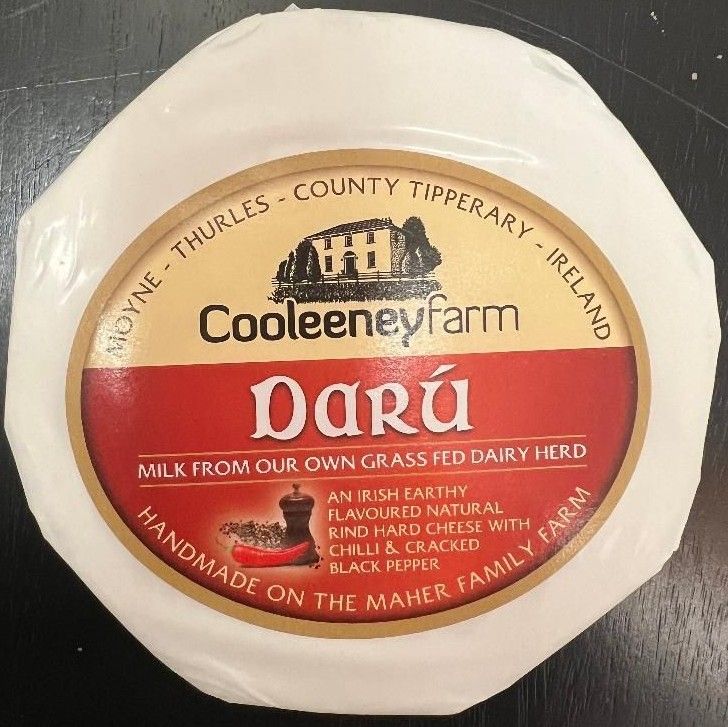 MOYNE - THURLES - COUNTY TIPPERARY - IRELAND
Cooleeneyfarm
DARÚ
MILK FROM OUR OWN GRASS FED DAIRY HERD
AN IRISH EARTHY
FLAVOURED NATURAL
RIND HARD CHEESE WITH
CHILLI & CRACKED
BLACK PEPPER
HANDMADE ON THE MAHER FAMILY FARM